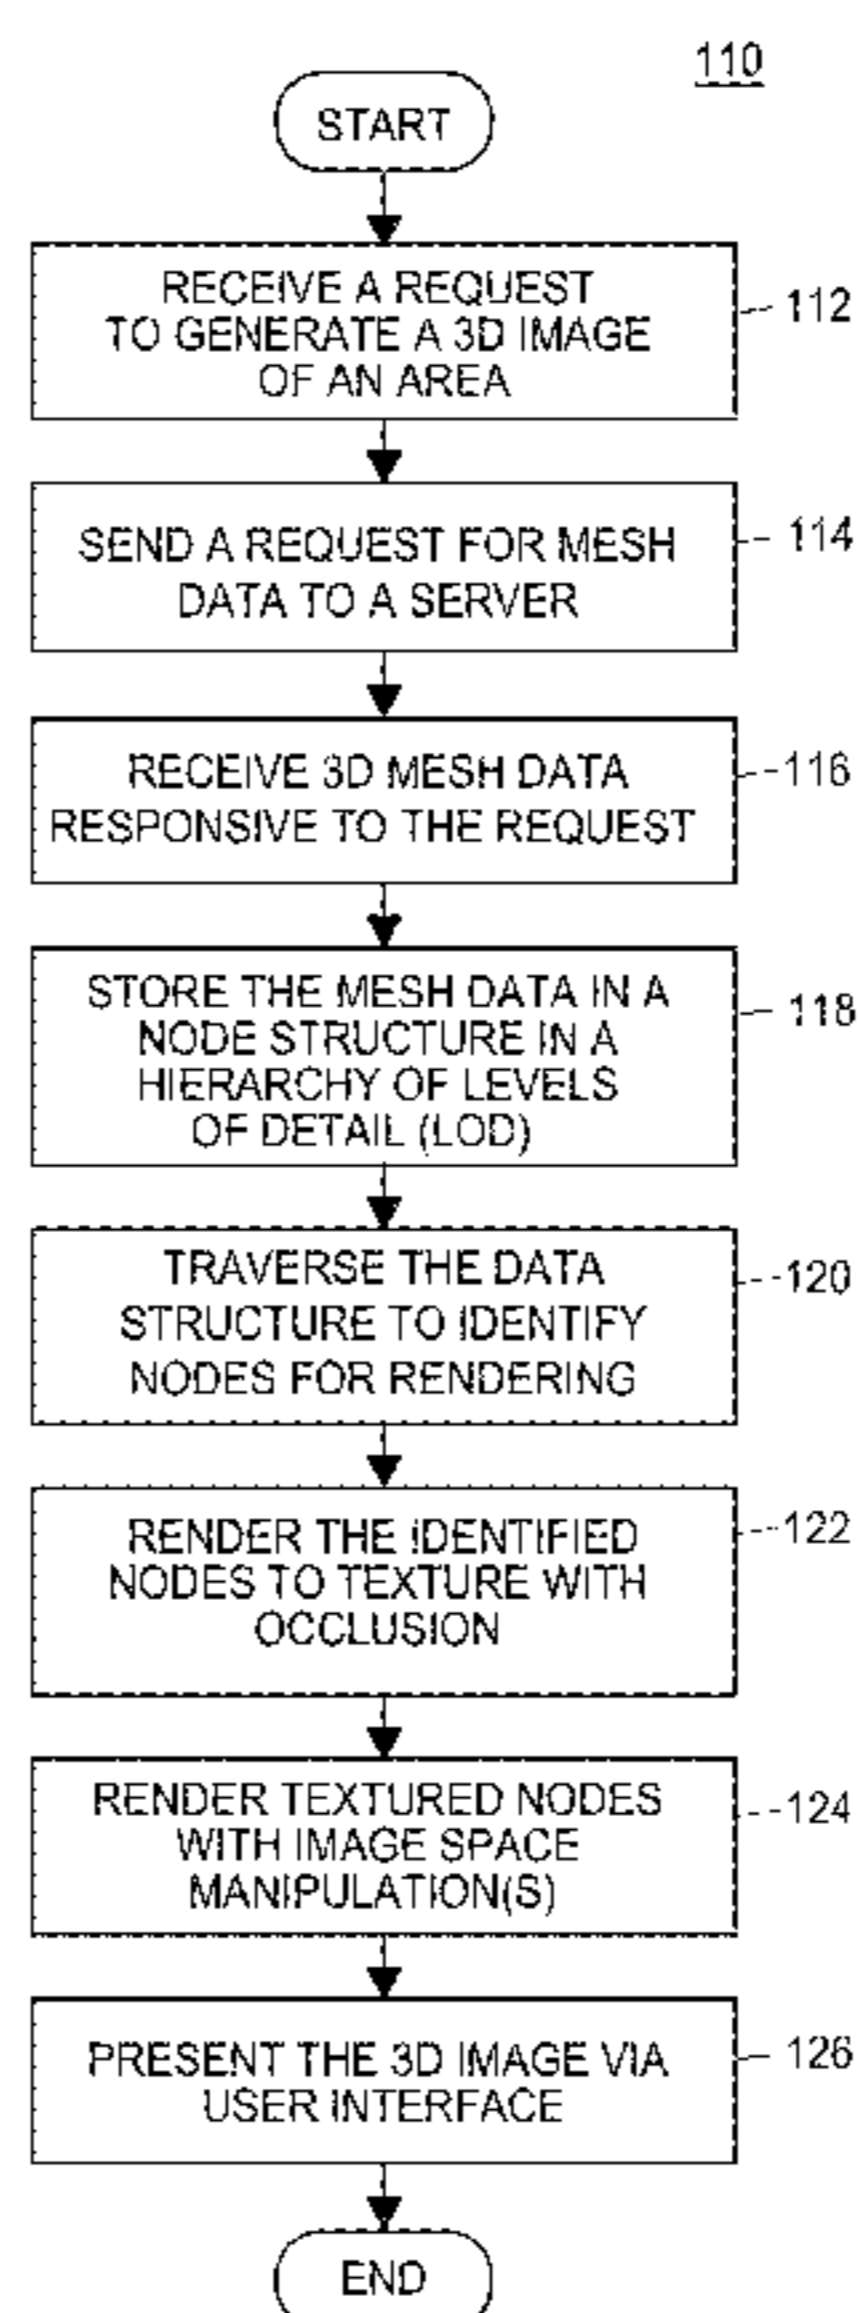 110
START
RECEIVE A REQUEST
TO GENERATE A 3D IMAGE
OF AN AREA
112
SEND A REQUEST FOR MESH
DATA TO A SERVER
114
RECEIVE 3D MESH DATA
RESPONSIVE TO THE REQUEST
116
STORE THE MESH DATA IN A
NODE STRUCTURE IN A
HIERARCHY OF LEVELS
OF DETAIL (LOD)
118
TRAVERSE THE DATA
STRUCTURE TO IDENTIFY
NODES FOR RENDERING
120
RENDER THE IDENTIFIED
NODES TO TEXTURE WITH
OCCLUSION
122
RENDER TEXTURED NODES
WITH IMAGE SPACE
MANIPULATION(S)
124
PRESENT THE 3D IMAGE VIA
USER INTERFACE
126
END